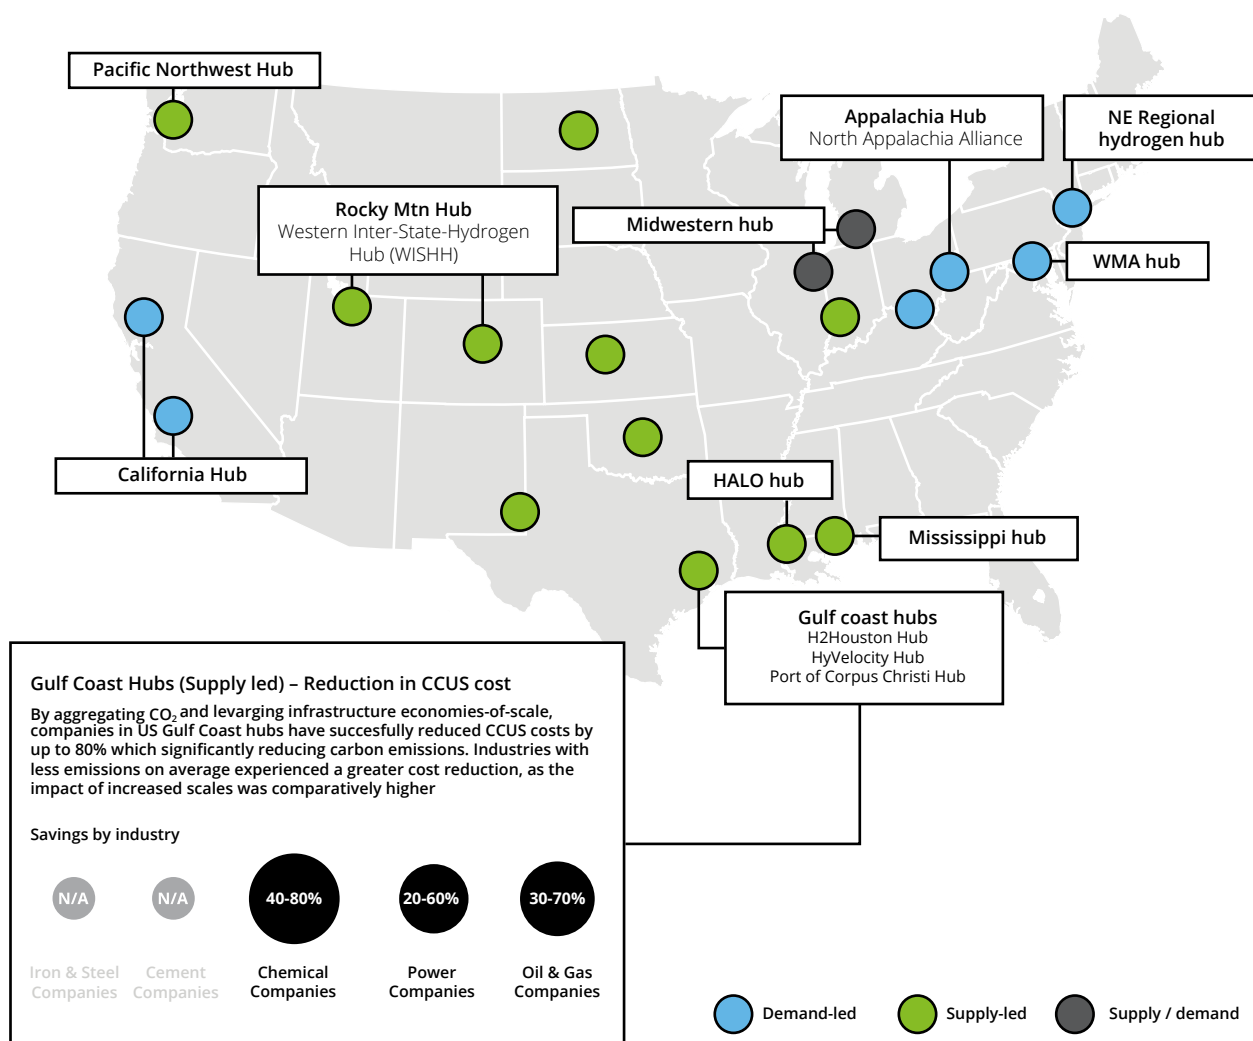 Pacific Northwest Hub
Appalachia Hub
North Appalachia Alliance
NE Regional
hydrogen hub
Rocky Mtn Hub
Western Inter-State-Hydrogen
Hub (WISHH)
Midwestern hub
WMA hub
California Hub
HALO hub
Mississippi hub
Gulf coast hubs
H2Houston Hub
HyVelocity Hub
Port of Corpus Christi Hub
Gulf Coast Hubs (Supply led) – Reduction in CCUS cost
By aggregating CO₂ and levarging infrastructure economies-of-scale,
companies in US Gulf Coast hubs have succesfully reduced CCUS costs by
up to 80% which significantly reducing carbon emissions. Industries with
less emissions on average experienced a greater cost reduction, as the
impact of increased scales was comparatively higher
Savings by industry
N/A
N/A
40-80%
20-60%
30-70%
Iron & Steel
Companies
Cement
Companies
Chemical
Companies
Power
Companies
Oil & Gas
Companies
Demand-led
Supply-led
Supply / demand